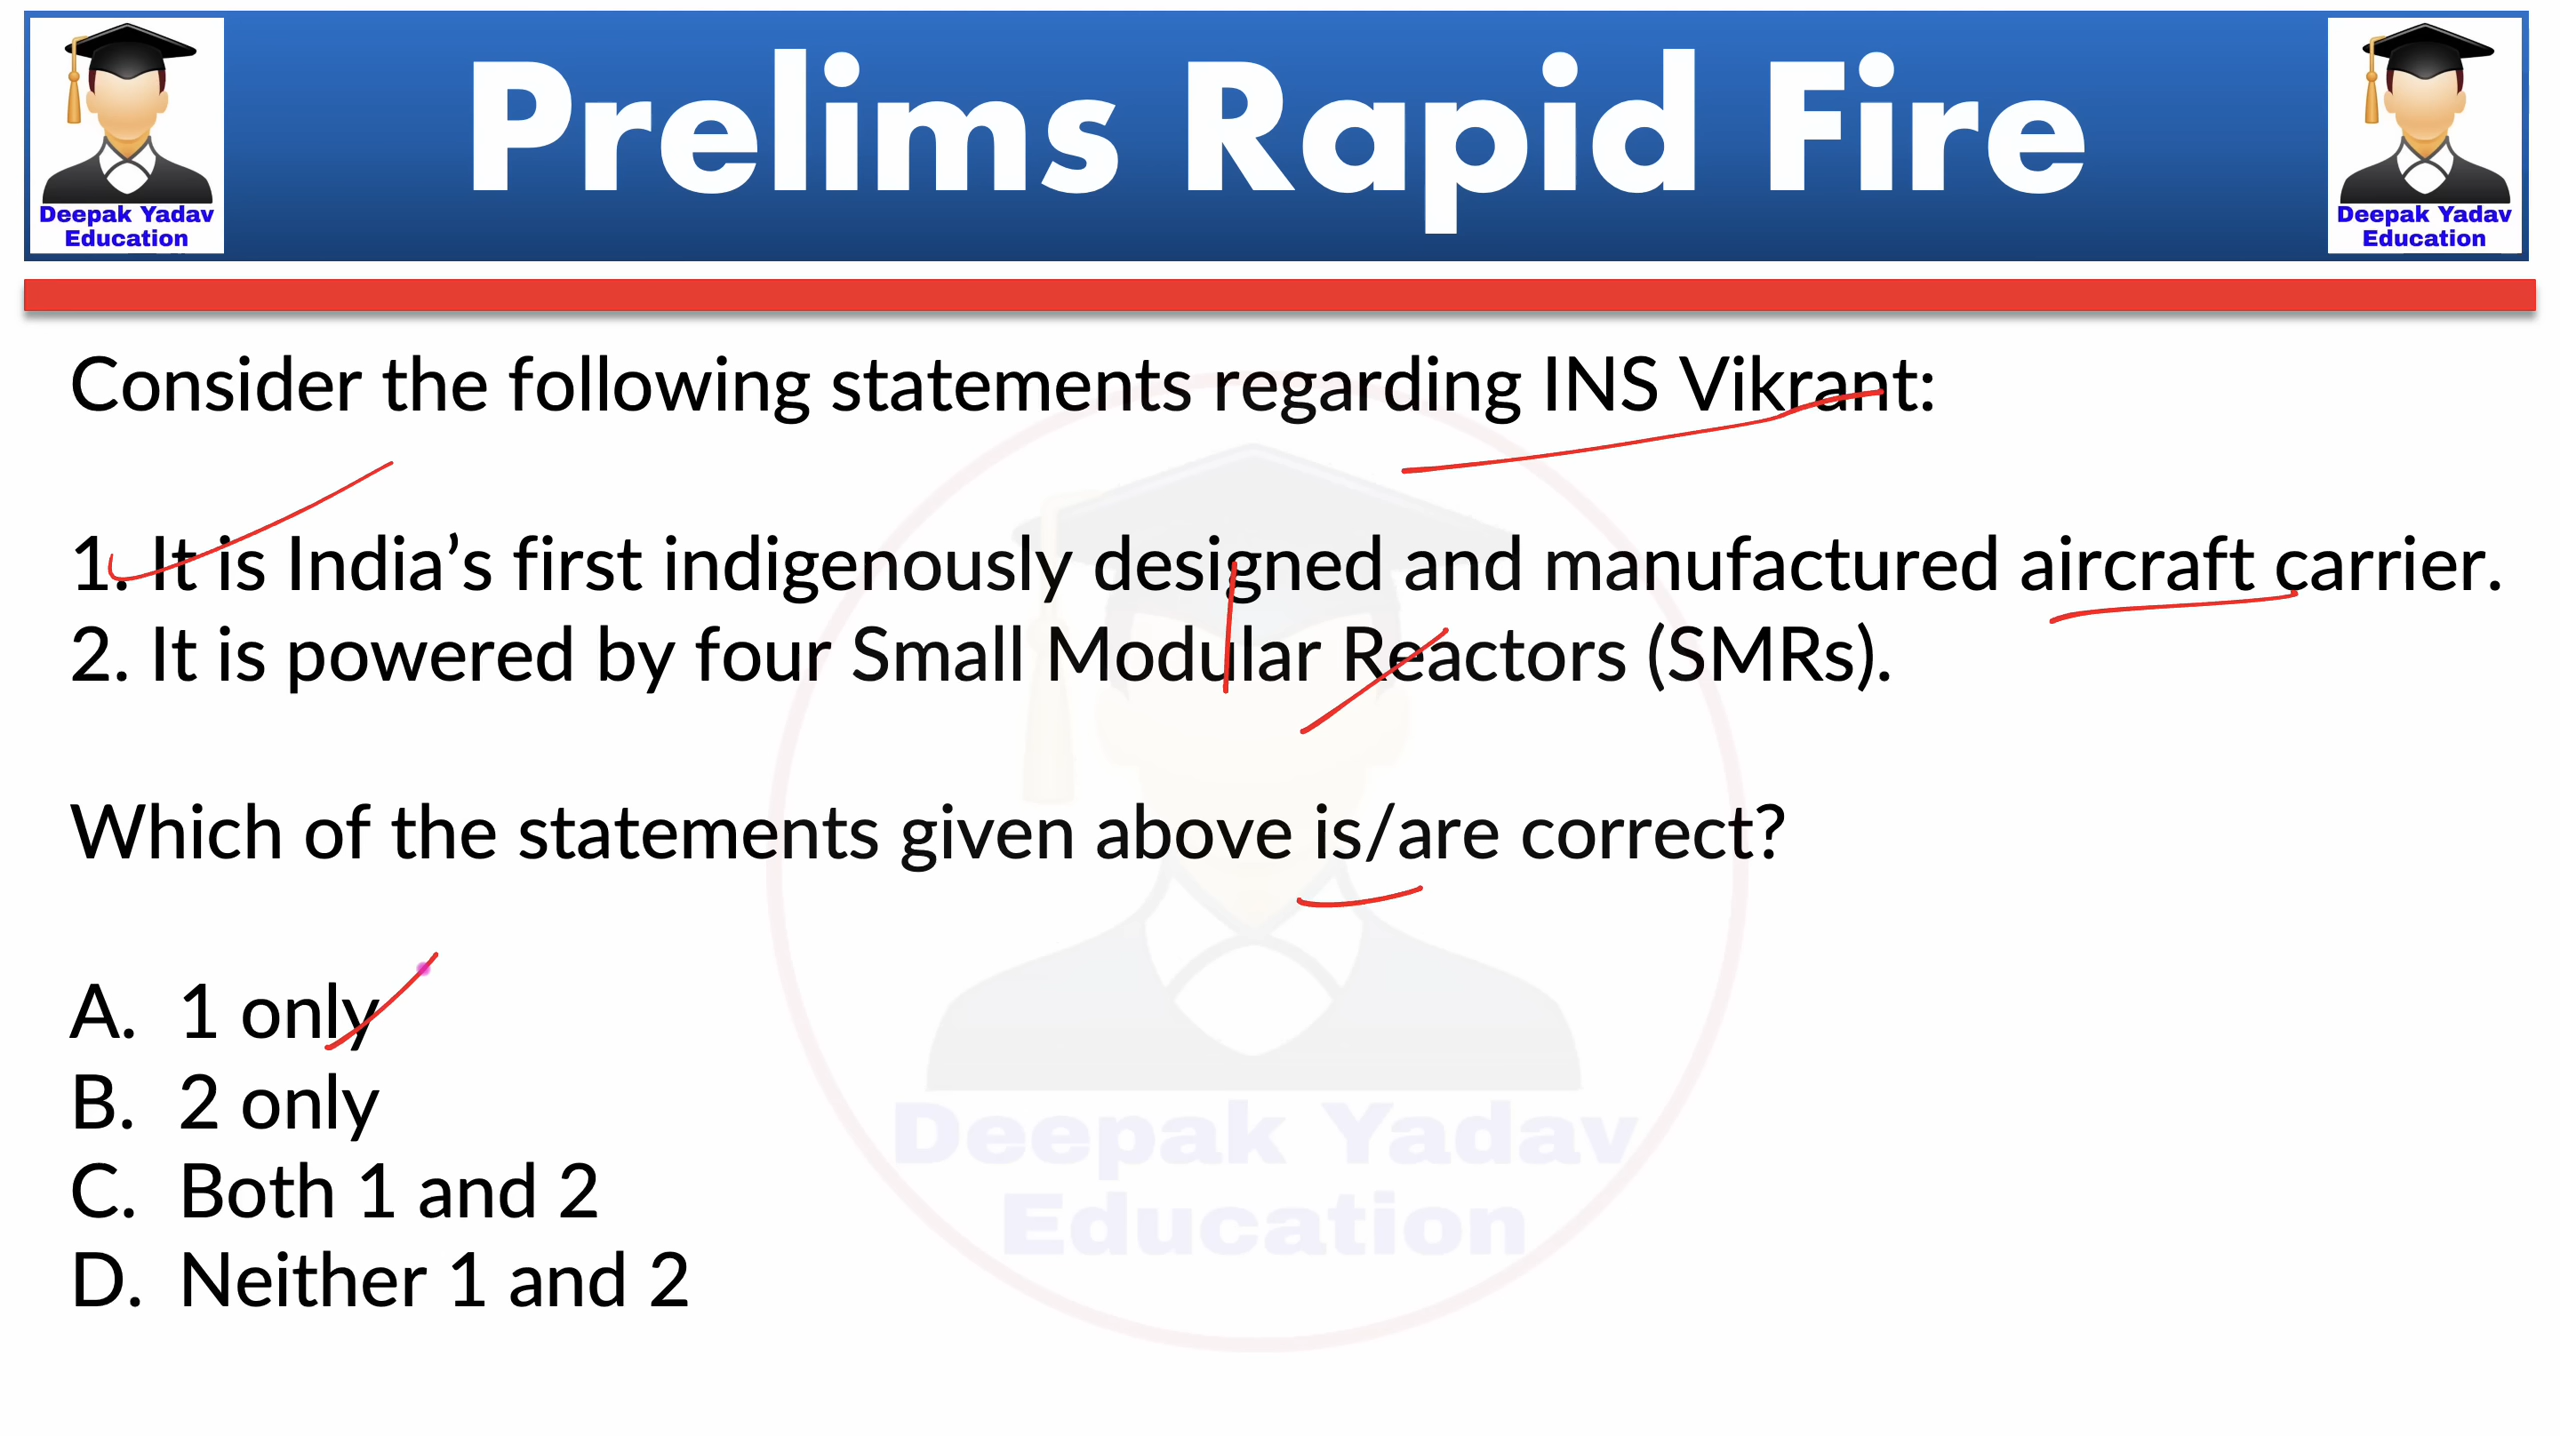 Prelims Rapid Fire
Deepak Yadav
Education
Deepak Yadav
Education
Consider the following statements regarding INS Vikrant:
1. It is India’s first indigenously designed and manufactured aircraft carrier.
2. It is powered by four Small Modular Reactors (SMRs).
Which of the statements given above is/are correct?
A. 1 only
B. 2 only
C. Both 1 and 2
D. Neither 1 and 2
Deepak Yadav
Education